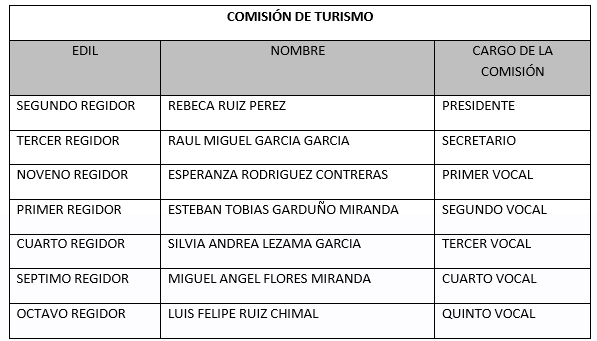 COMISIÓN DE TURISMO
EDIL NOMBRE CARGO DE LA
COMISIÓN
SEGUNDO REGIDOR REBECA RUIZ PEREZ PRESIDENTE
TERCER REGIDOR RAUL MIGUEL GARCIA GARCIA SECRETARIO
NOVENO REGIDOR ESPERANZA RODRIGUEZ CONTRERAS PRIMER VOCAL
PRIMER REGIDOR ESTEBAN TOBIAS GARDUÑO MIRANDA SEGUNDO VOCAL
CUARTO REGIDOR SILVIA ANDREA LEZAMA GARCIA TERCER VOCAL
SEPTIMO REGIDOR MIGUEL ANGEL FLORES MIRANDA CUARTO VOCAL
OCTAVO REGIDOR LUIS FELIPE RUIZ CHIMAL QUINTO VOCAL